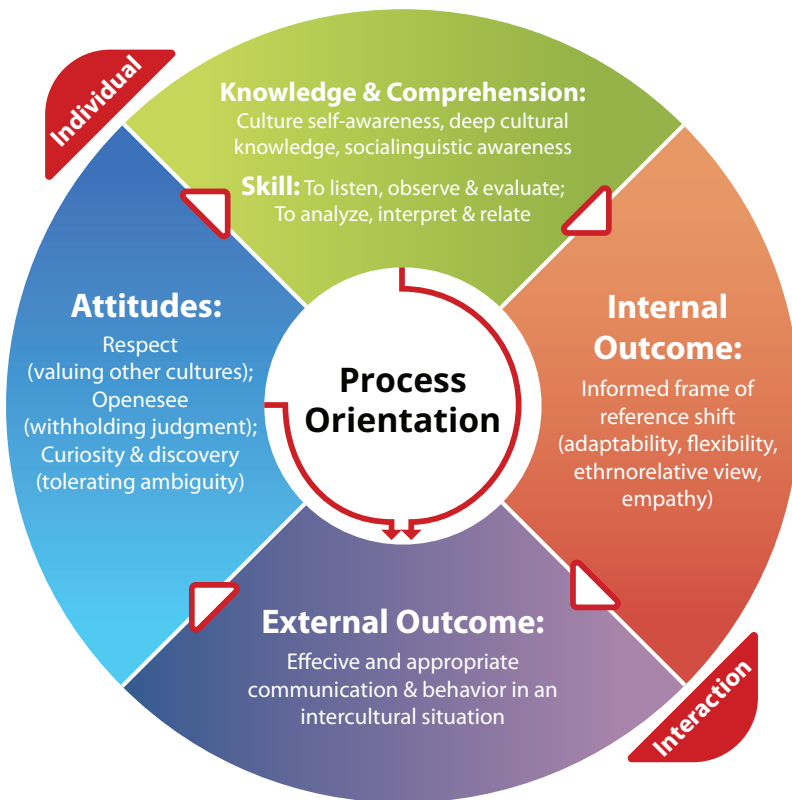 Individual
Knowledge & Comprehension:
Culture self-awareness, deep cultural
knowledge, socialinguistic awareness
Skill: To listen, observe & evaluate;
To analyze, interpret & relate
Attitudes:
Respect
(valuing other cultures);
Openesee
(withholding judgment);
Curiosity & discovery
(tolerating ambiguity)
Process
Orientation
Internal
Outcome:
Informed frame of
reference shift
(adaptability, flexibility,
ethrnorelative view,
empathy)
External Outcome:
Effecive and appropriate
communication & behavior in an
intercultural situation
Interaction